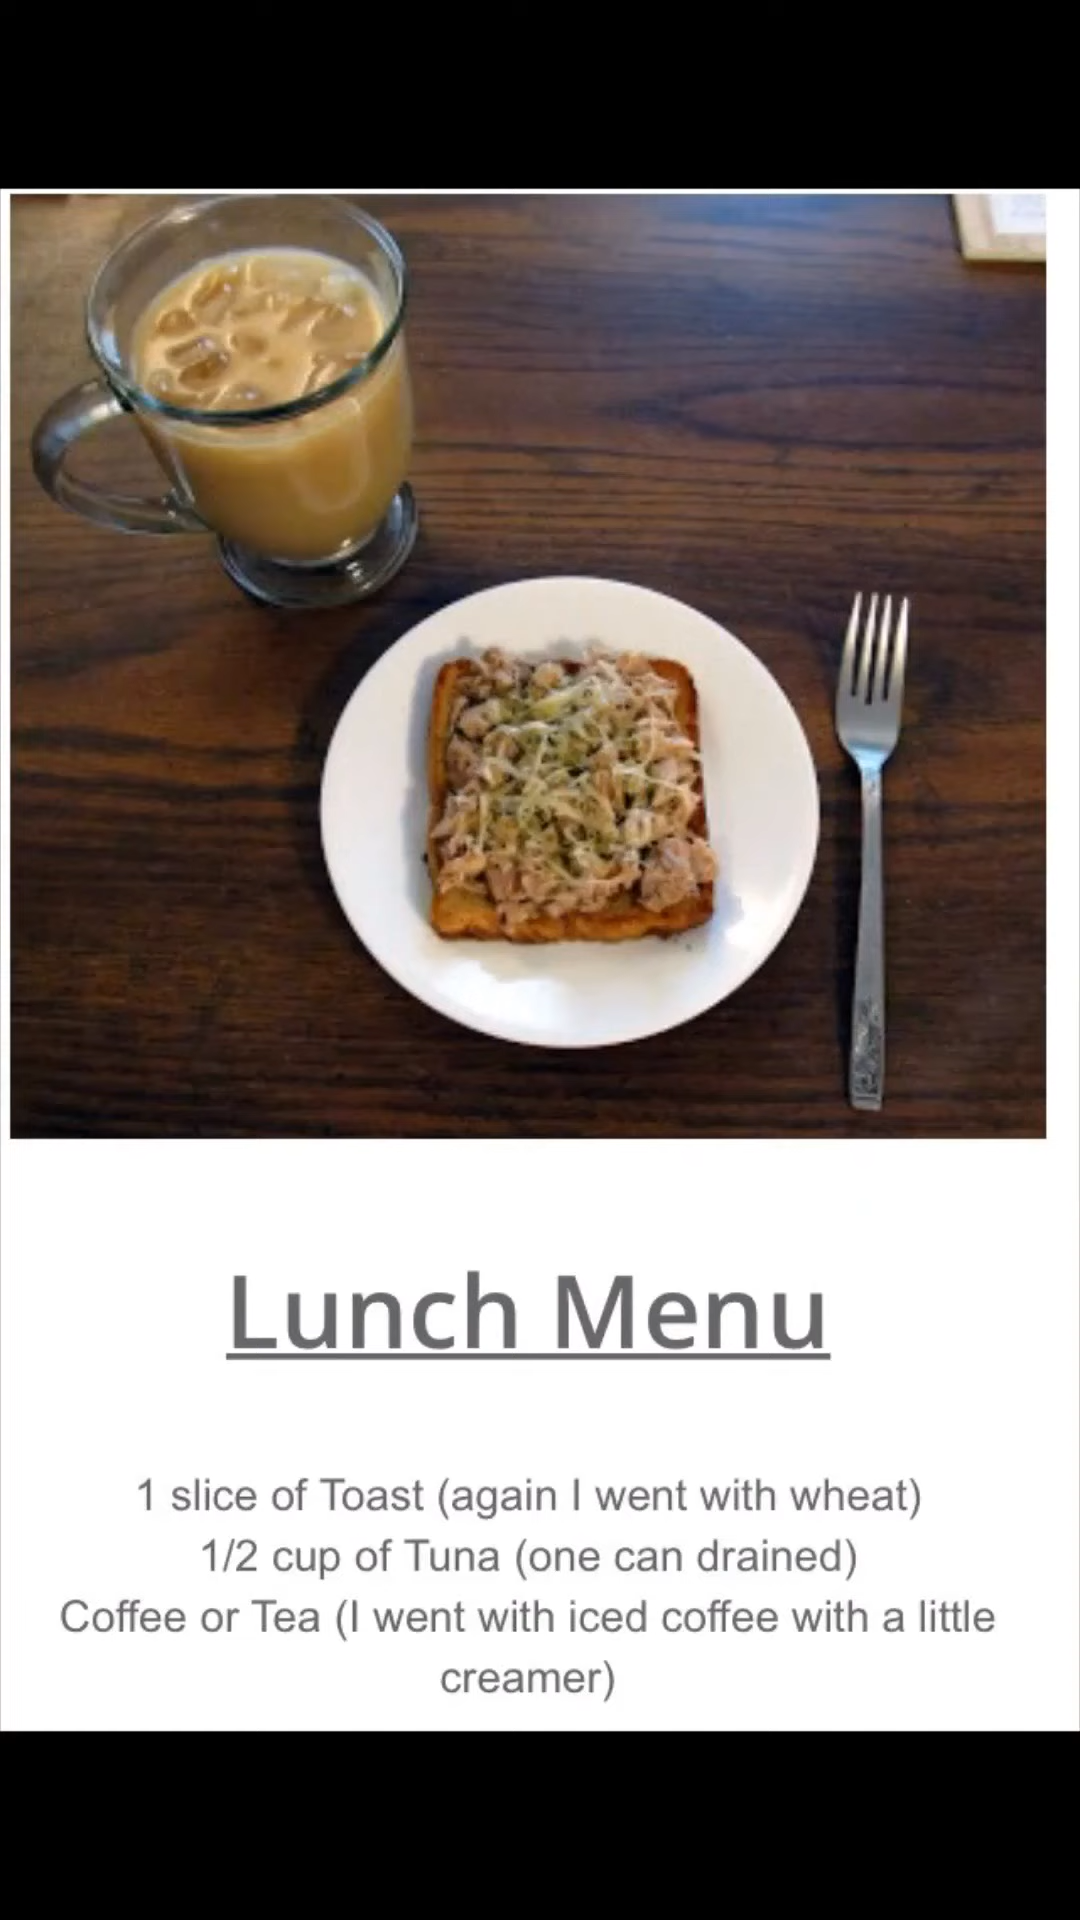 Lunch Menu
1 slice of Toast (again I went with wheat)
1/2 cup of Tuna (one can drained)
Coffee or Tea (I went with iced coffee with a little
creamer)